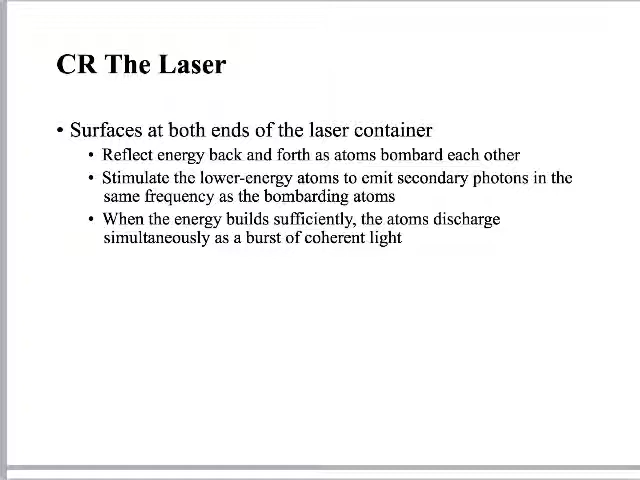 CR The Laser
• Surfaces at both ends of the laser container
• Reflect energy back and forth as atoms bombard each other
• Stimulate the lower-energy atoms to emit secondary photons in the
same frequency as the bombarding atoms
• When the energy builds sufficiently, the atoms discharge
simultaneously as a burst of coherent light